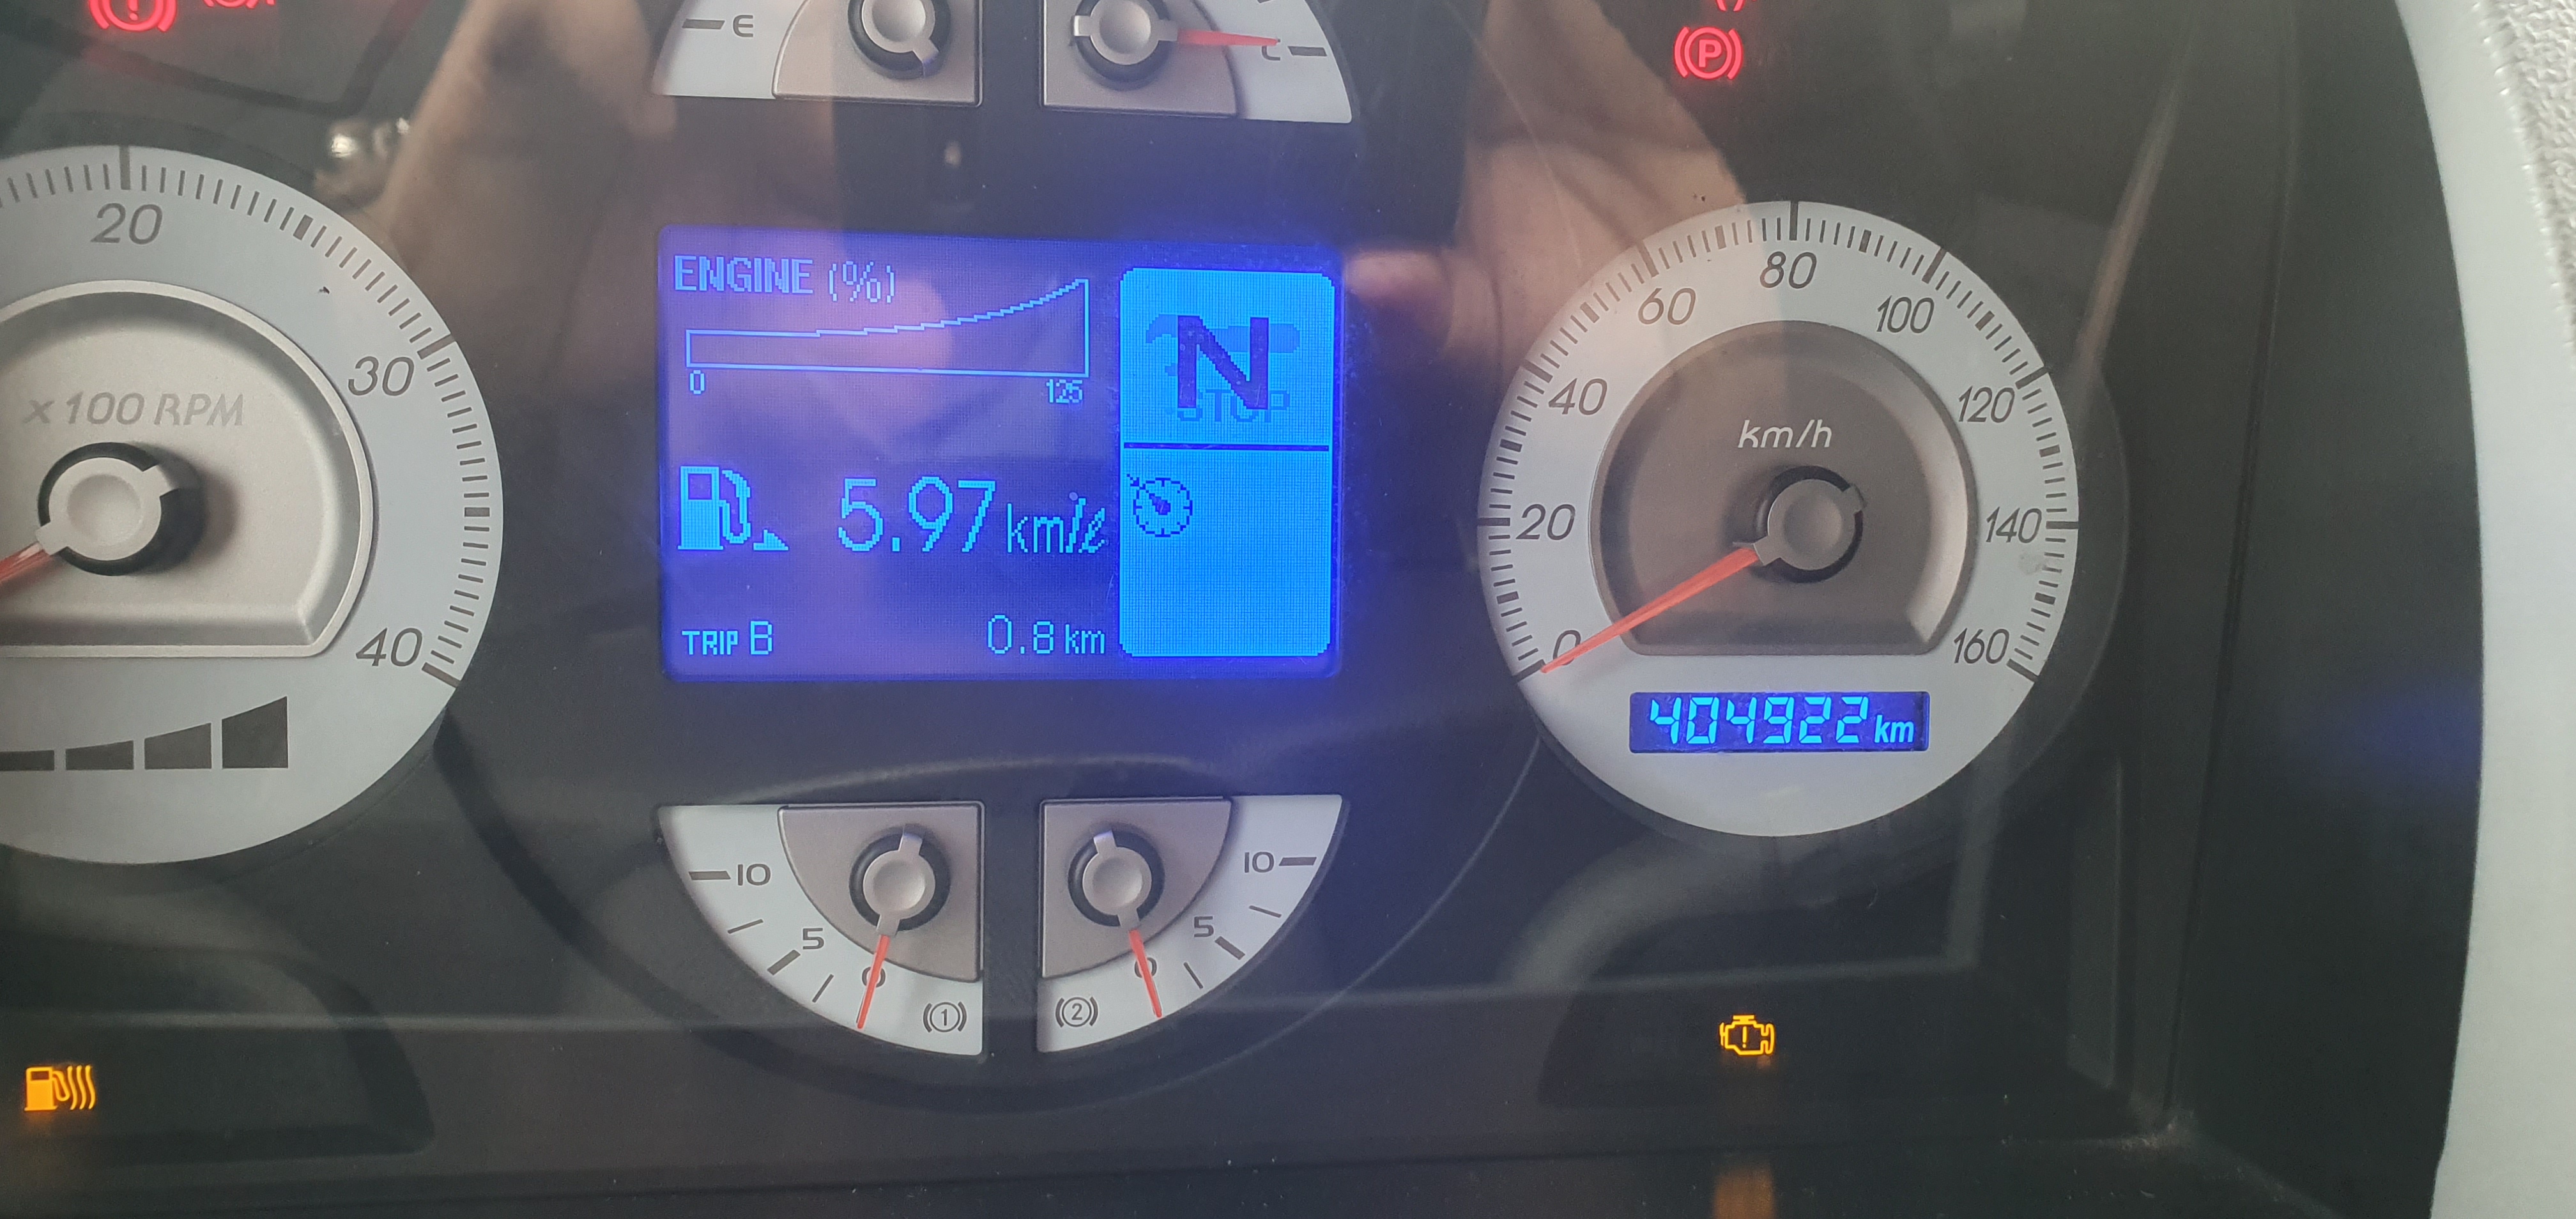 E
C
P
20
30
40
x 100 RPM
ENGINE (%)
0
125
N
STOP
5.97 km/ℓ
TRIP B 0.8 km
0
20
40
60
80
100
120
140
160
km/h
404922 km
10
5
0
(1)
10
5
0
(2)